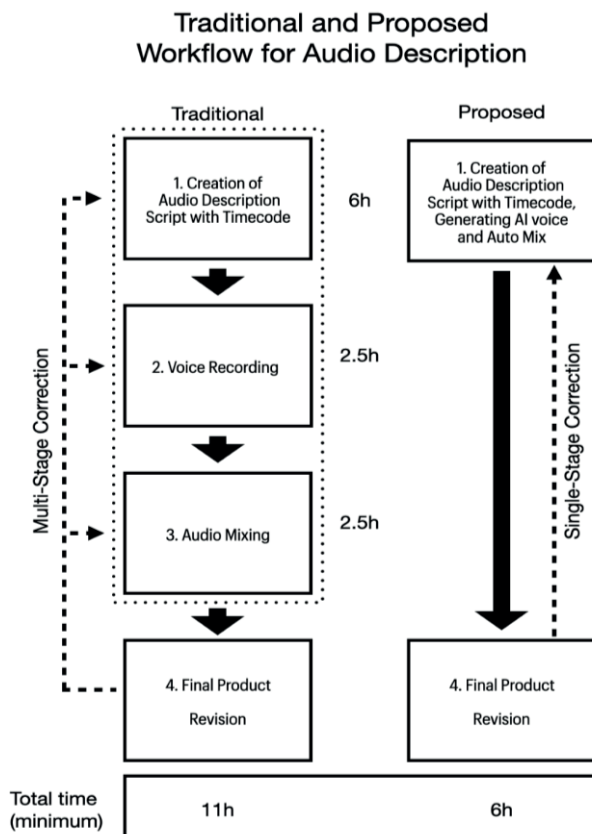 Traditional and Proposed
Workflow for Audio Description
Traditional
Proposed
1. Creation of
Audio Description
Script with Timecode
6h
1. Creation of
Audio Description
Script with Timecode,
Generating AI voice
and Auto Mix
2. Voice Recording
2.5h
Multi-Stage Correction
Single-Stage Correction
3. Audio Mixing
2.5h
4. Final Product
Revision
4. Final Product
Revision
Total time
(minimum)
11h
6h